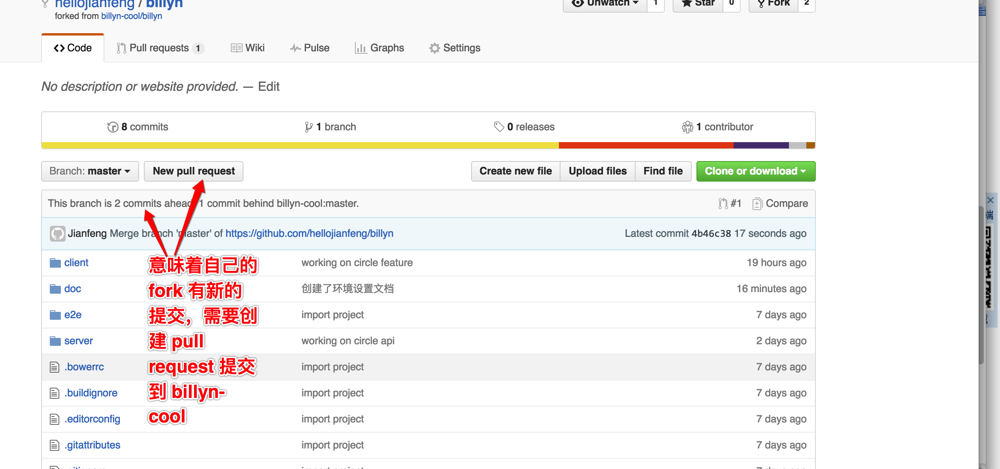 hellojianfeng / billyn
Unwatch 1 Star 0 Fork 2
forked from billyn-cool/billyn
Code Pull requests 1 Wiki Pulse Graphs Settings
No description or website provided. — Edit
8 commits 1 branch 0 releases 1 contributor
Branch: master New pull request Create new file Upload files Find file Clone or download
This branch is 2 commits ahead, 1 commit behind billyn-cool:master. #1 Compare
Jianfeng Merge branch 'master' of https://github.com/hellojianfeng/billyn Latest commit 4b46c38 17 seconds ago
client working on circle feature 19 hours ago
doc 创建了环境设置文档 16 minutes ago
e2e import project 7 days ago
server working on circle api 2 days ago
.bowerrc import project 7 days ago
.buildignore import project 7 days ago
.editorconfig import project 7 days ago
.gitattributes import project 7 days ago
意味着自己的
fork 有新的
提交，需要创
建 pull
request 提交
到 billyn-
cool
端